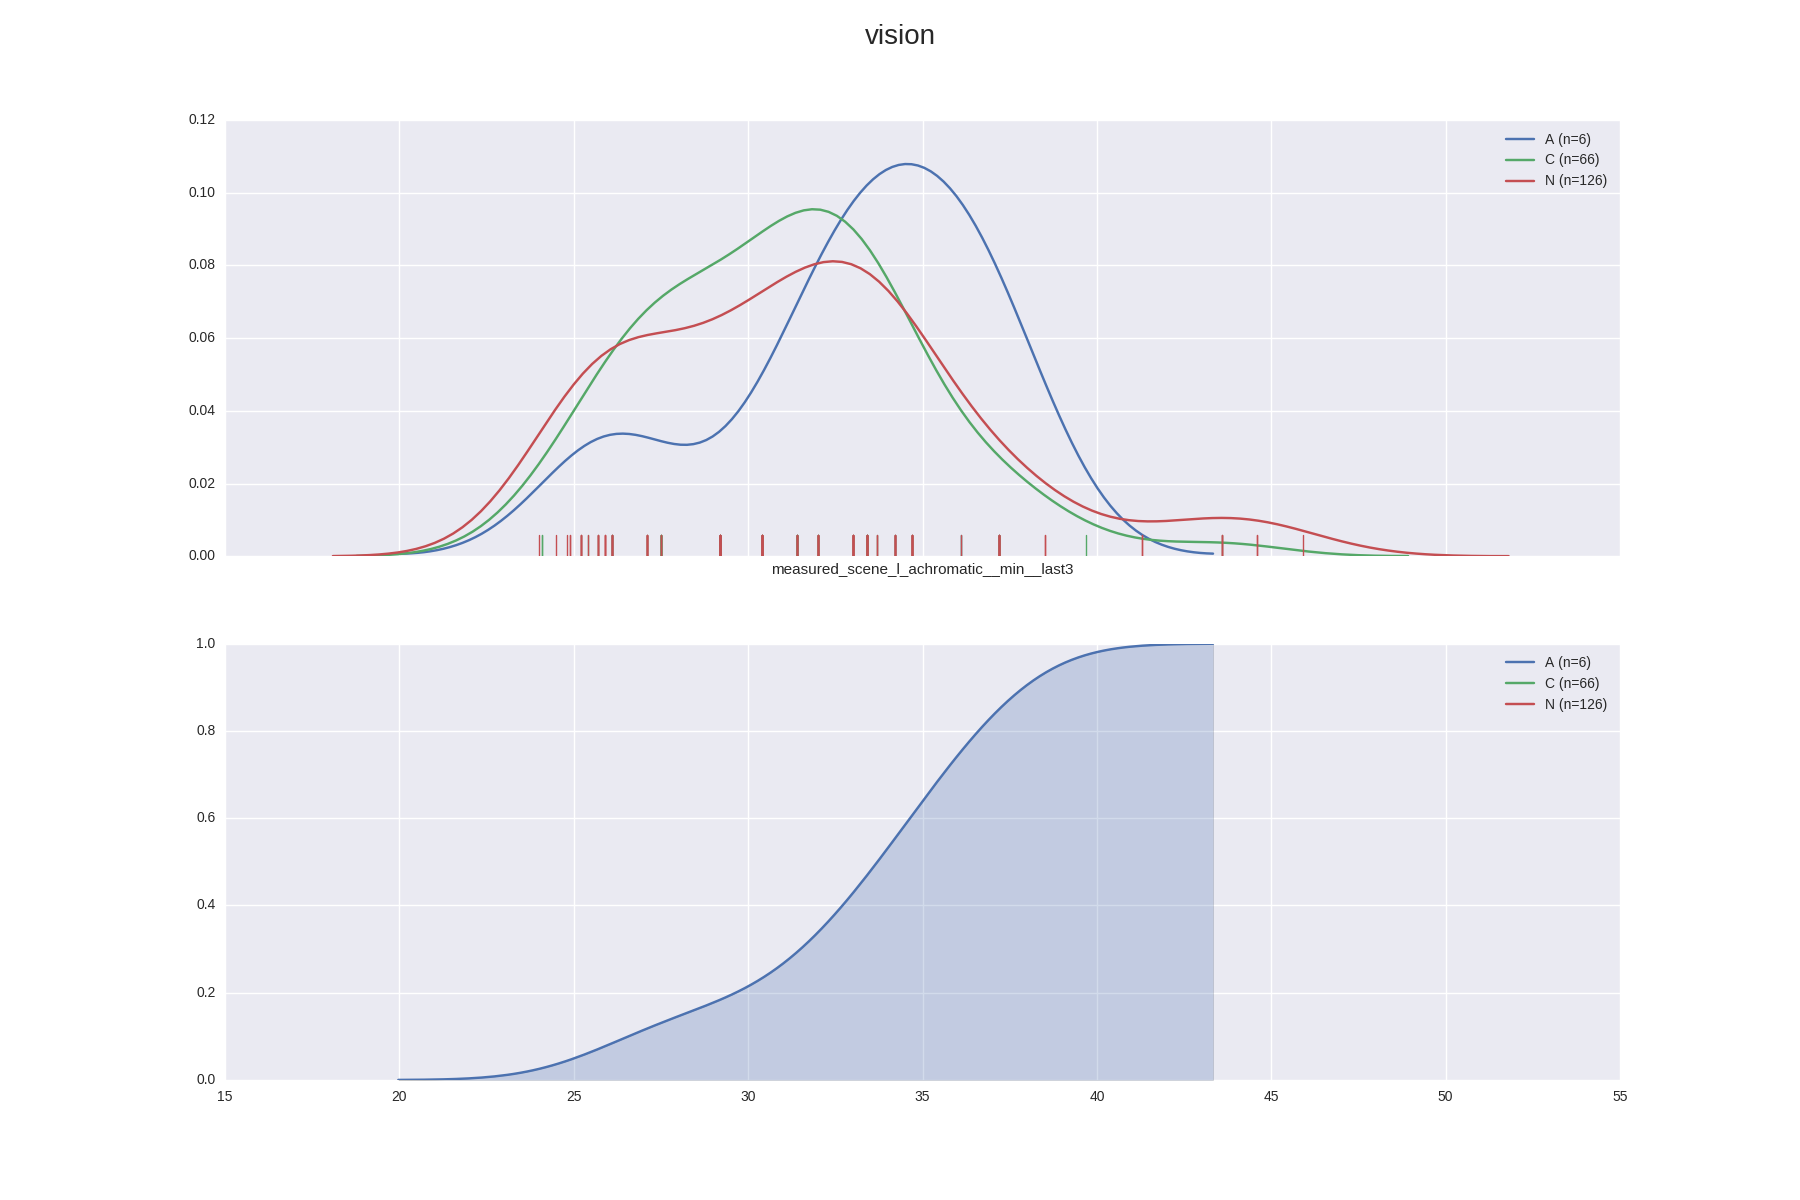 vision
0.12
0.10
0.08
0.06
0.04
0.02
0.00
A (n=6)
C (n=66)
N (n=126)
measured_scene_l_achromatic__min__last3
1.0
0.8
0.6
0.4
0.2
0.0
A (n=6)
C (n=66)
N (n=126)
15 20 25 30 35 40 45 50 55